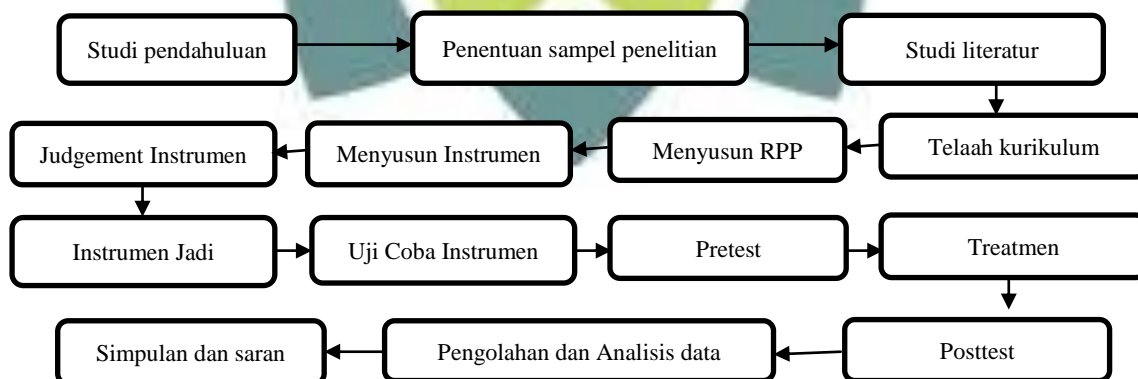 Studi pendahuluan
Penentuan sampel penelitian
Studi literatur
Telaah kurikulum
Menyusun RPP
Menyusun Instrumen
Judgement Instrumen
Instrumen Jadi
Uji Coba Instrumen
Pretest
Treatmen
Posttest
Pengolahan dan Analisis data
Simpulan dan saran